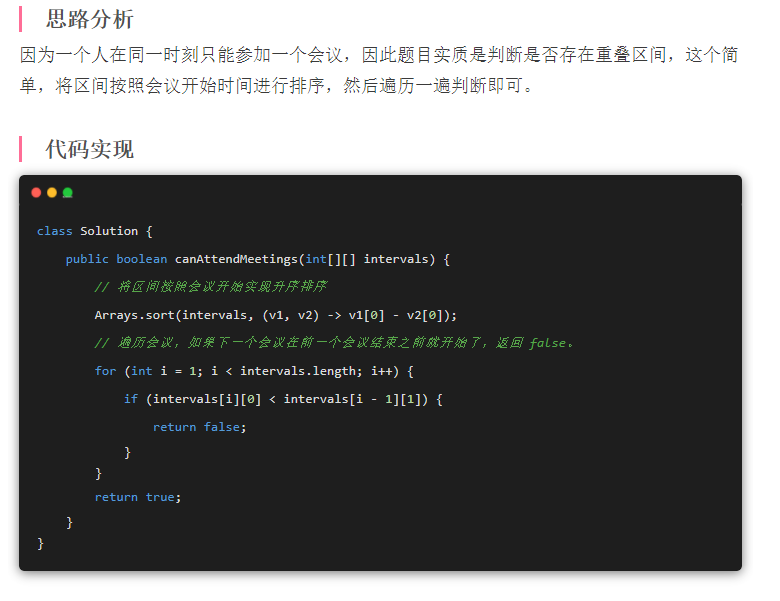 思路分析
因为一个人在同一时刻只能参加一个会议，因此题目实质是判断是否存在重叠区间，这个简
单，将区间按照会议开始时间进行排序，然后遍历一遍判断即可。
代码实现
class Solution {
    public boolean canAttendMeetings(int[][] intervals) {
        // 将区间按照会议开始实现升序排序
        Arrays.sort(intervals, (v1, v2) -> v1[0] - v2[0]);
        // 遍历会议，如果下一个会议在前一个会议结束之前就开始了，返回 false。
        for (int i = 1; i < intervals.length; i++) {
            if (intervals[i][0] < intervals[i - 1][1]) {
                return false;
            }
        }
        return true;
    }
}